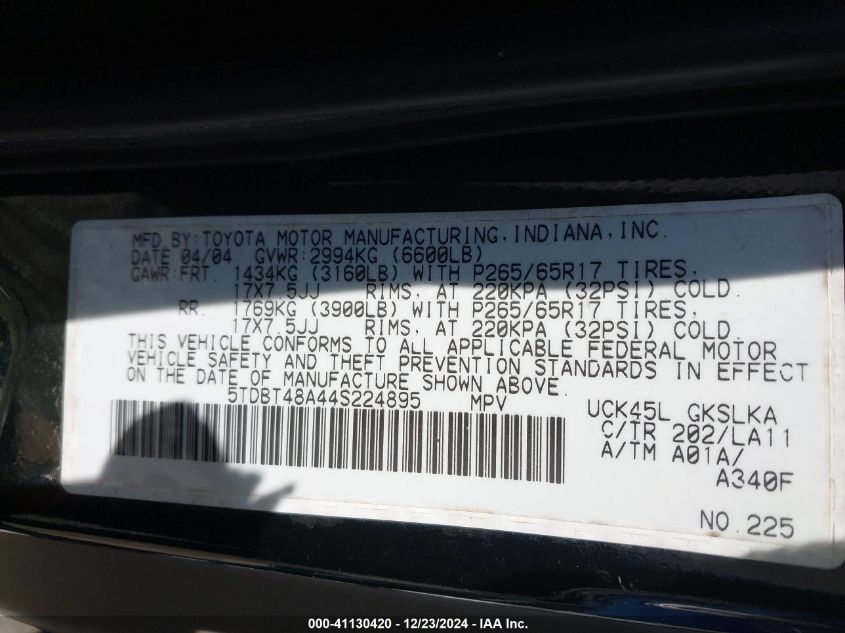 MFD.BY:TOYOTA MOTOR MANUFACTURING,INDIANA,INC.
DATE 04/04 GVWR:2994KG (6600LB)
GAWR:FRT. 1434KG (3160LB) WITH P265/65R17 TIRES,
17X7.5JJ RIMS, AT 220KPA (32PSI) COLD.
RR. 1769KG (3900LB) WITH P265/65R17 TIRES,
17X7.5JJ RIMS, AT 220KPA (32PSI) COLD.
THIS VEHICLE CONFORMS TO ALL APPLICABLE FEDERAL MOTOR
VEHICLE SAFETY AND THEFT PREVENTION STANDARDS IN EFFECT
ON THE DATE OF MANUFACTURE SHOWN ABOVE.
5TDBT48A44S224895 MPV
UCK45L GKSLKA
C/TR 202/LA11
A/TM A01A/
A340F
NO.225
000-41130420 - 12/23/2024 - IAA Inc.